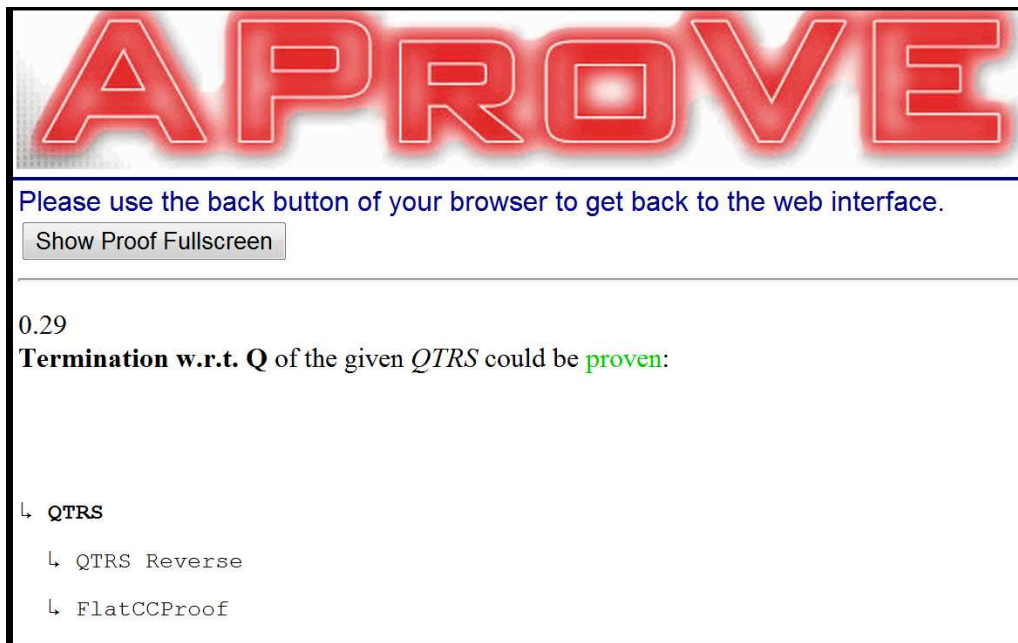 APROVE
Please use the back button of your browser to get back to the web interface.
Show Proof Fullscreen
0.29
Termination w.r.t. Q of the given QTRS could be proven:
↳ QTRS
↳ QTRS Reverse
↳ FlatCCProof